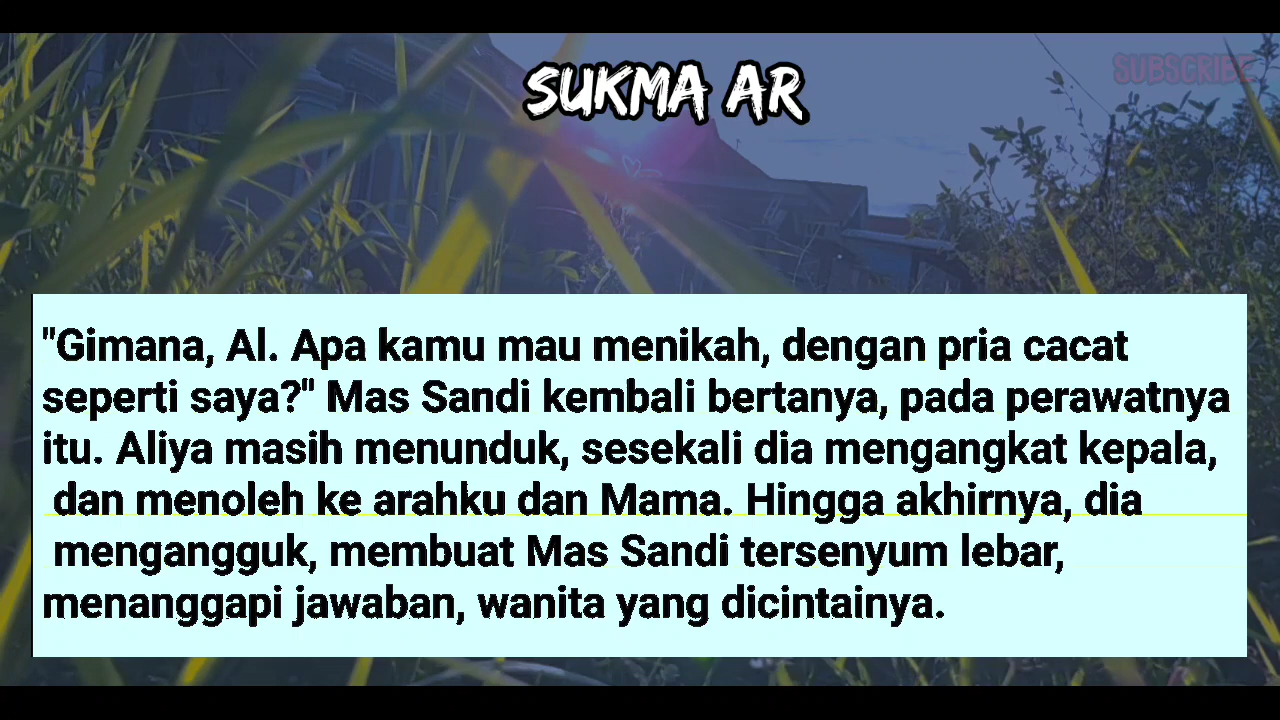 SUKMA AR
SUBSCRIBE
"Gimana, Al. Apa kamu mau menikah, dengan pria cacat
seperti saya?" Mas Sandi kembali bertanya, pada perawatnya
itu. Aliya masih menunduk, sesekali dia mengangkat kepala,
dan menoleh ke arahku dan Mama. Hingga akhirnya, dia
mengangguk, membuat Mas Sandi tersenyum lebar,
menanggapi jawaban, wanita yang dicintainya.